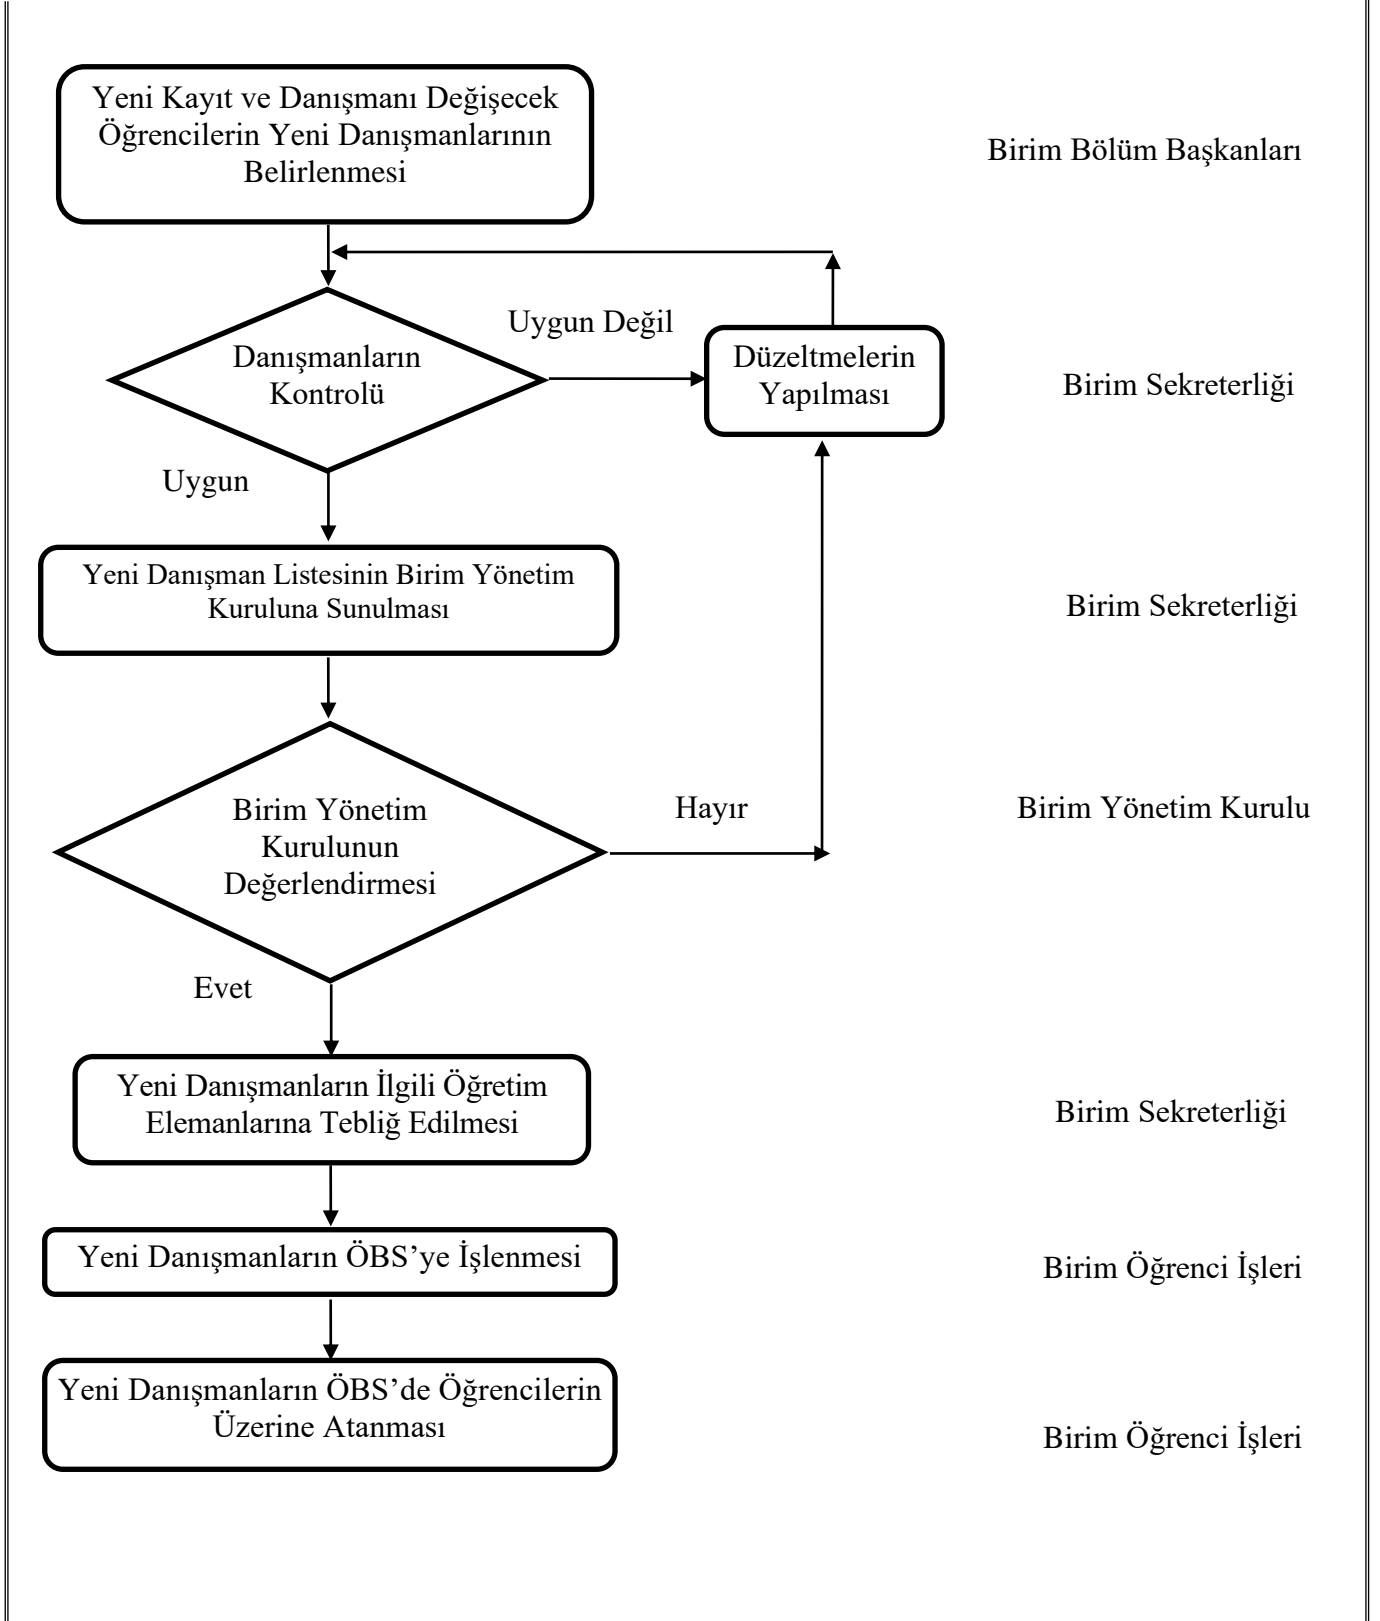 Yeni Kayıt ve Danışmanı Değişecek
Öğrencilerin Yeni Danışmanlarının
Belirlenmesi
Birim Bölüm Başkanları
Uygun Değil
Danışmanların
Kontrolü
Düzeltmelerin
Yapılması
Birim Sekreterliği
Uygun
Yeni Danışman Listesinin Birim Yönetim
Kuruluna Sunulması
Birim Sekreterliği
Birim Yönetim
Kurulunun
Değerlendirmesi
Hayır
Birim Yönetim Kurulu
Evet
Yeni Danışmanların İlgili Öğretim
Elemanlarına Tebliğ Edilmesi
Birim Sekreterliği
Yeni Danışmanların ÖBS’ye İşlenmesi
Birim Öğrenci İşleri
Yeni Danışmanların ÖBS’de Öğrencilerin
Üzerine Atanması
Birim Öğrenci İşleri